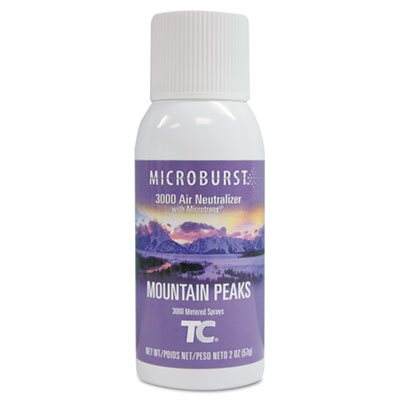 MICROBURST
3000 Air Neutralizer
with Microtrans
MOUNTAIN PEAKS
3000 Metered Sprays
TC®
NET WT/POIDS NET/PESO NETO 2 OZ (57g)